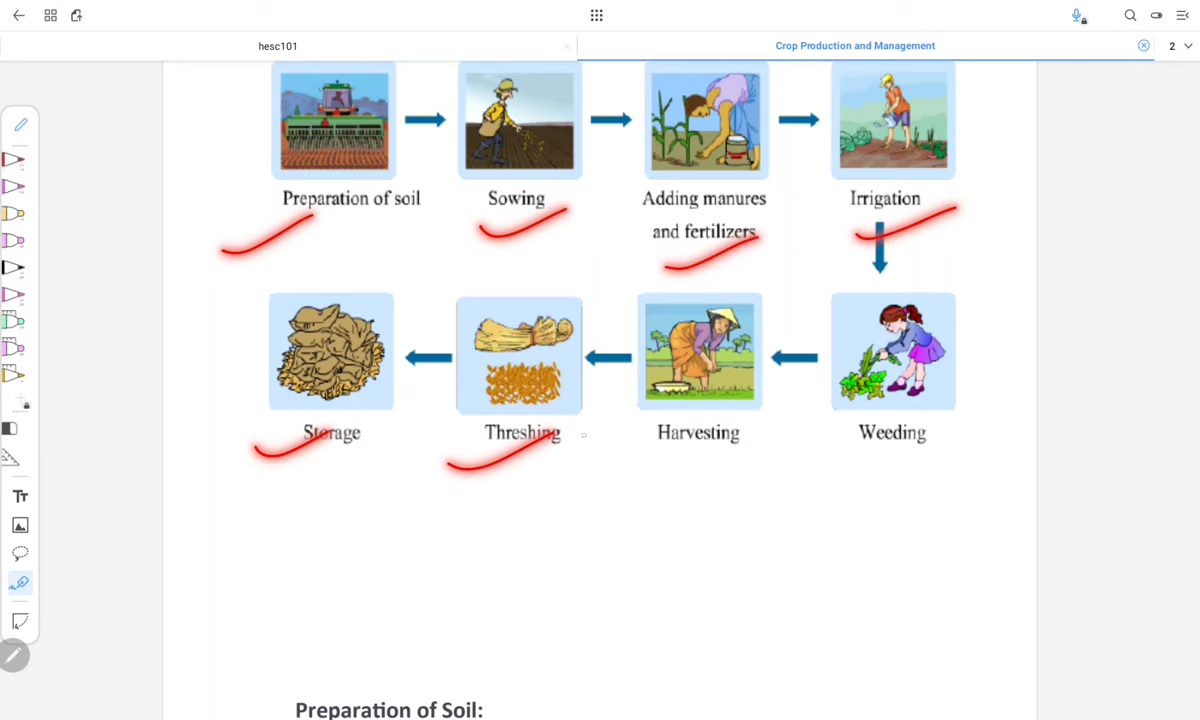 hesc101
Crop Production and Management
2
Preparation of soil
Sowing
Adding manures
and fertilizers
Irrigation
Storage
Threshing
Harvesting
Weeding
Tт
Preparation of Soil: